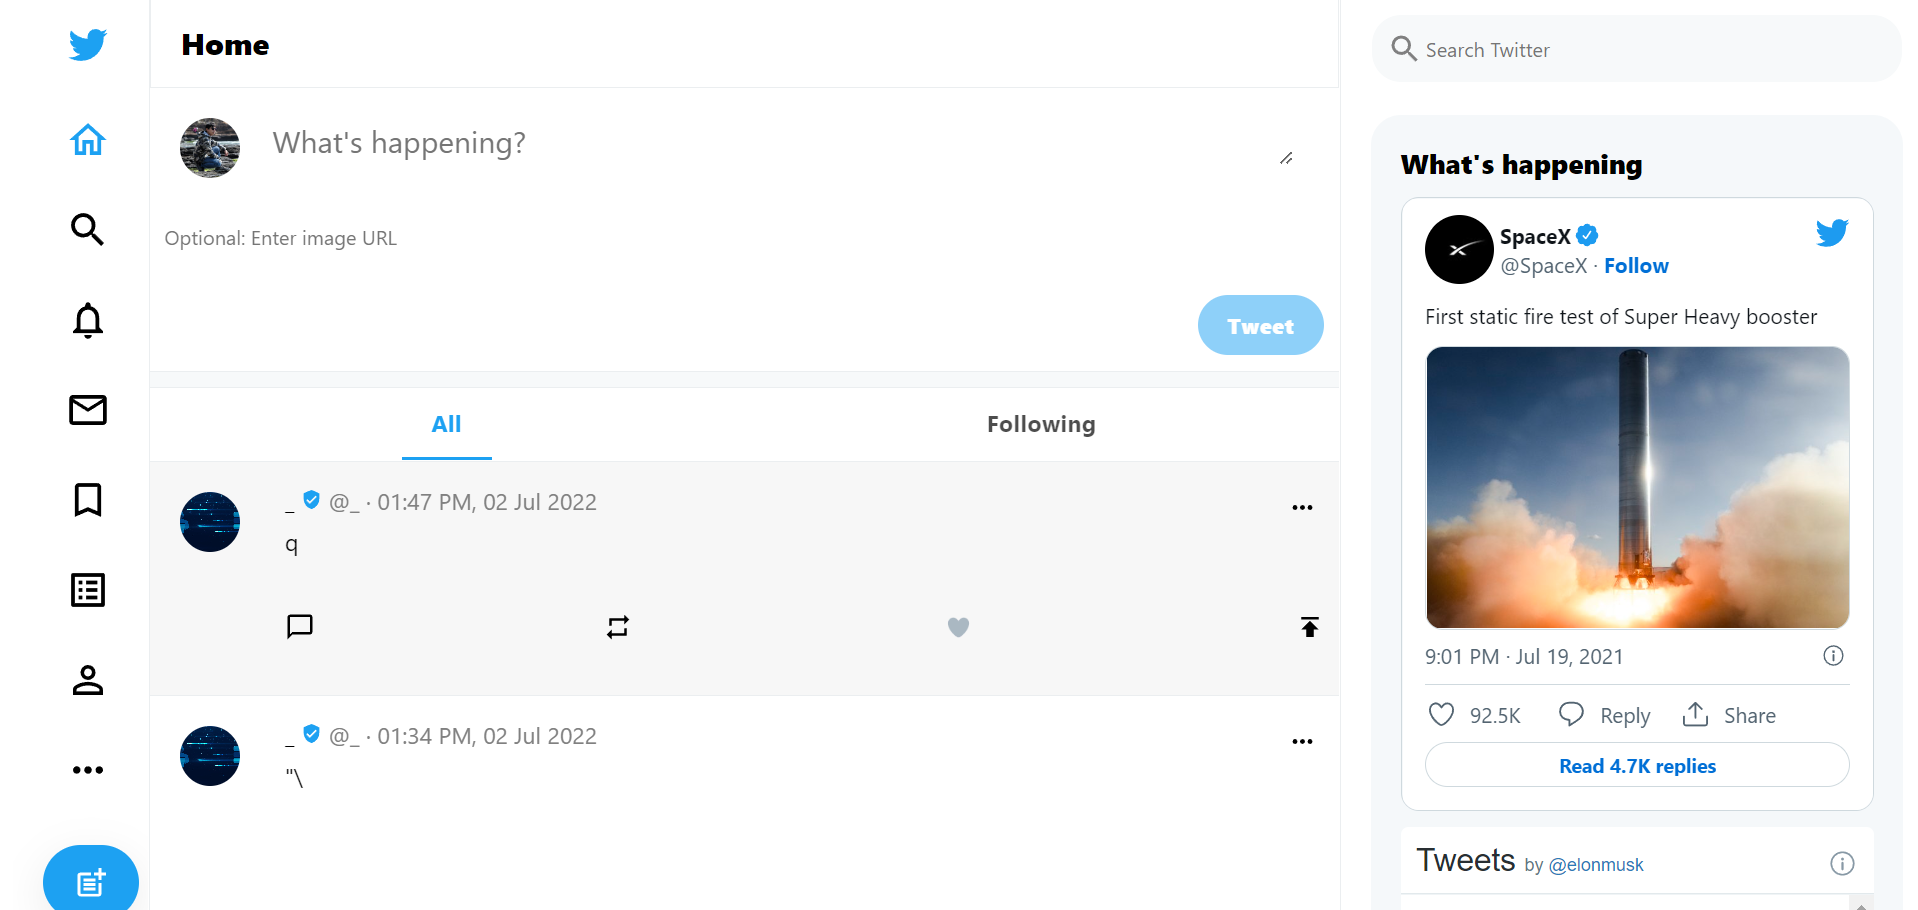 Home
What's happening?
Optional: Enter image URL
Tweet
All
Following
_ @_ · 01:47 PM, 02 Jul 2022
q
_ @_ · 01:34 PM, 02 Jul 2022
"\
Search Twitter
What's happening
SpaceX
@SpaceX · Follow
First static fire test of Super Heavy booster
9:01 PM · Jul 19, 2021
92.5K Reply Share
Read 4.7K replies
Tweets by @elonmusk